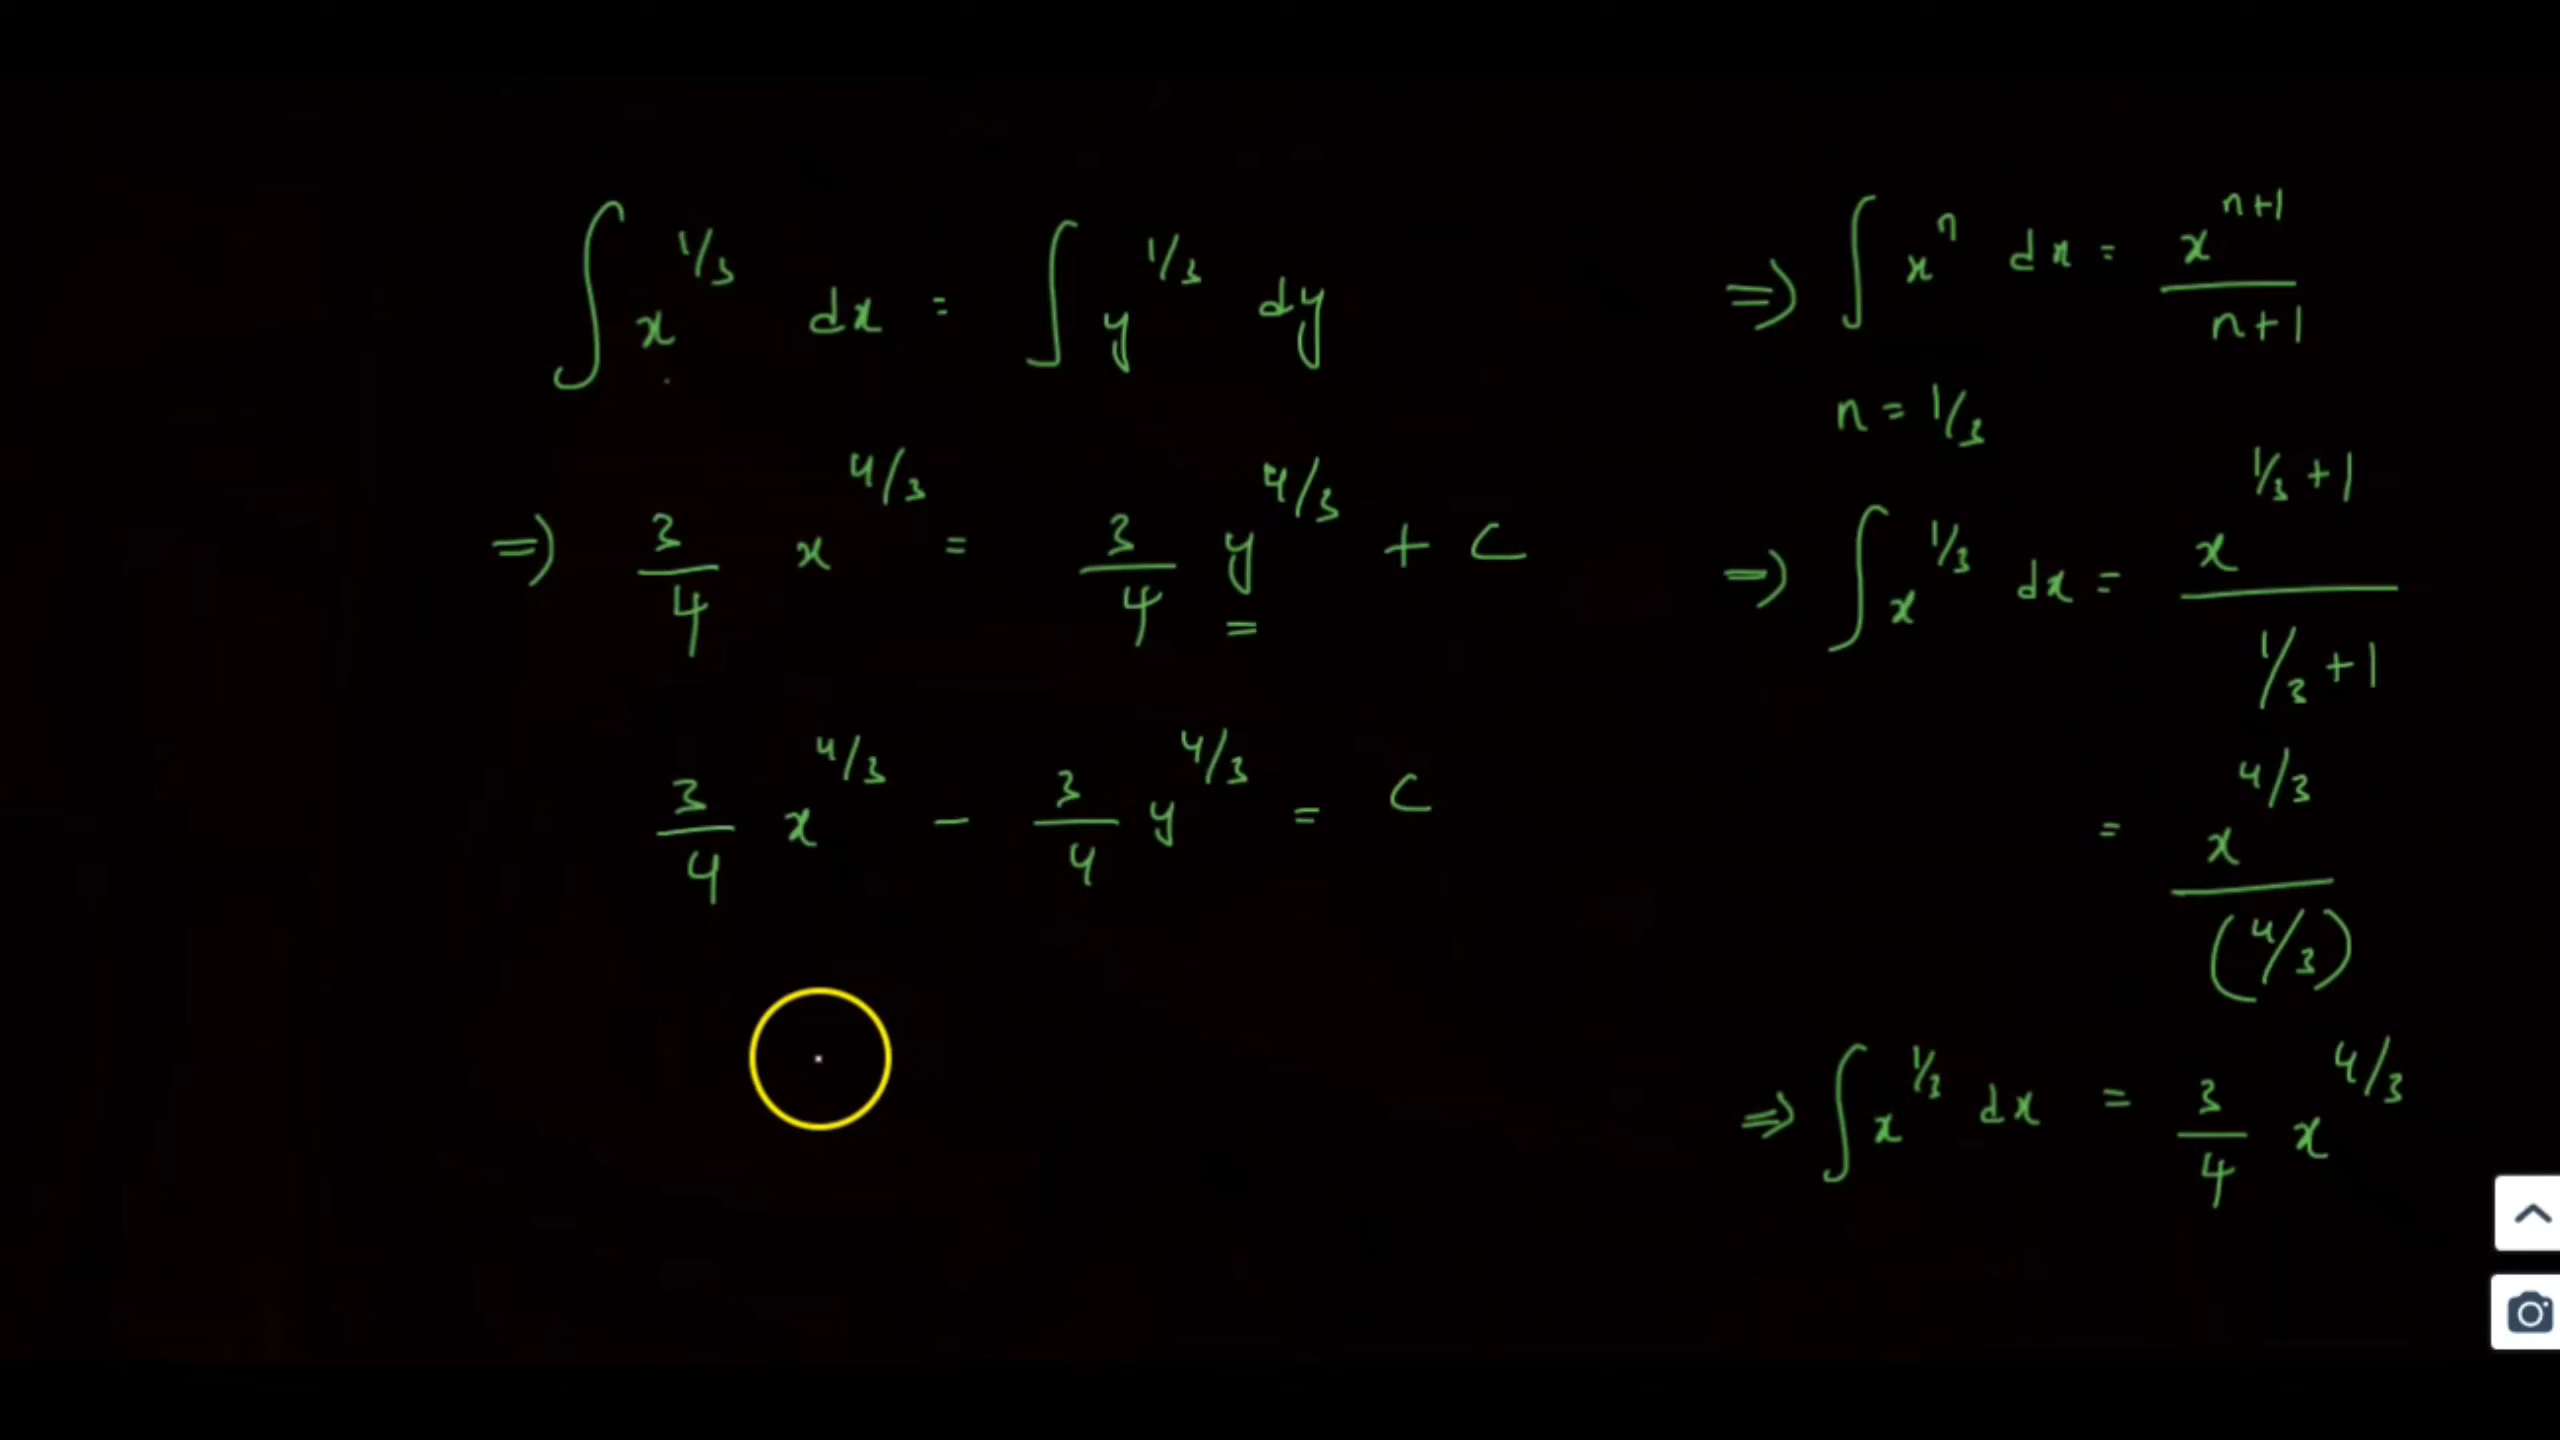 ∫ x^{1/3} dx = ∫ y^{1/3} dy
⇒ 3/4 x^{4/3} = 3/4 y^{4/3} + C
3/4 x^{4/3} - 3/4 y^{4/3} = C
⇒ ∫ x^n dx = x^{n+1}/(n+1)
n = 1/3
⇒ ∫ x^{1/3} dx = x^{1/3 + 1}/(1/3 + 1)
= x^{4/3}/(4/3)
⇒ ∫ x^{1/3} dx = 3/4 x^{4/3}